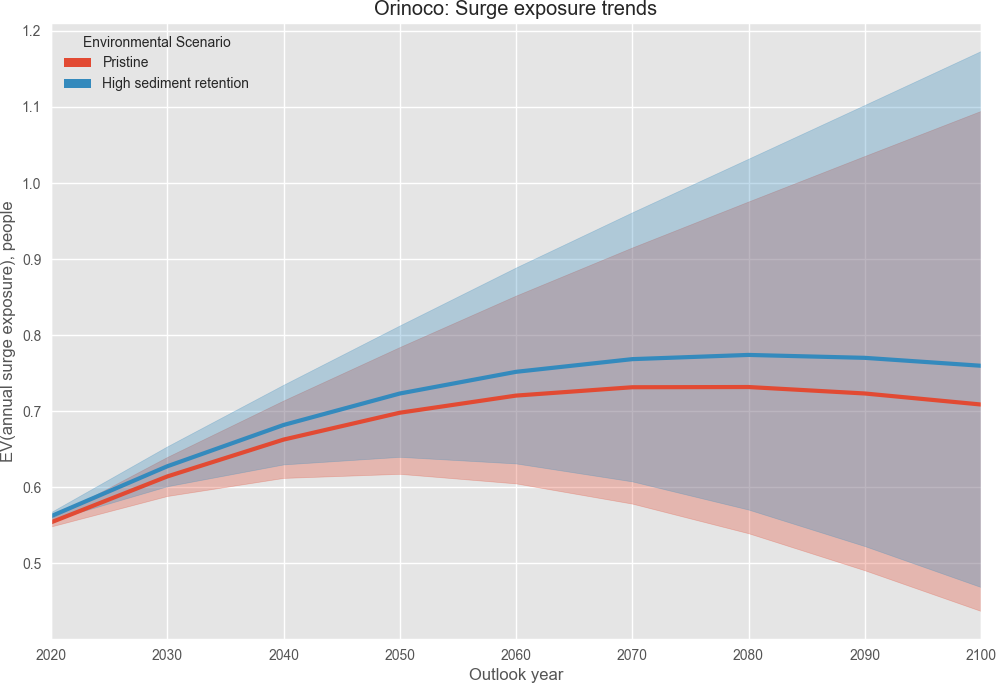 Orinoco: Surge exposure trends
Environmental Scenario
Pristine
High sediment retention
EV(annual surge exposure), people
1.2
1.1
1.0
0.9
0.8
0.7
0.6
0.5
2020 2030 2040 2050 2060 2070 2080 2090 2100
Outlook year